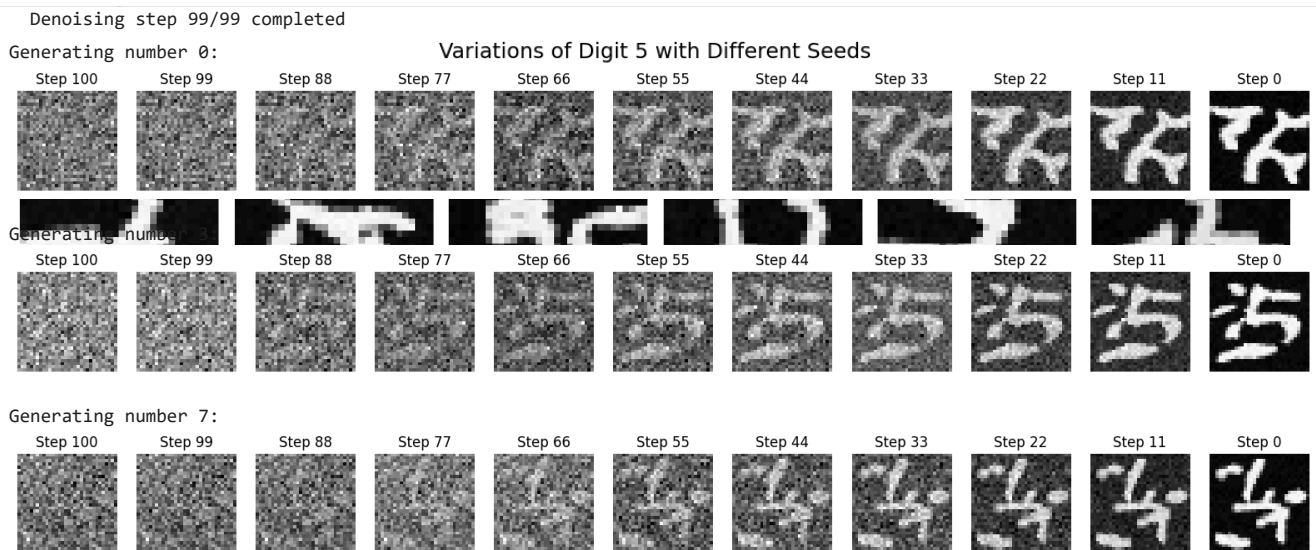 Denoising step 99/99 completed
Generating number 0:
Variations of Digit 5 with Different Seeds
Step 100 Step 99 Step 88 Step 77 Step 66 Step 55 Step 44 Step 33 Step 22 Step 11 Step 0
Generating number 3:
Step 100 Step 99 Step 88 Step 77 Step 66 Step 55 Step 44 Step 33 Step 22 Step 11 Step 0
Generating number 7:
Step 100 Step 99 Step 88 Step 77 Step 66 Step 55 Step 44 Step 33 Step 22 Step 11 Step 0